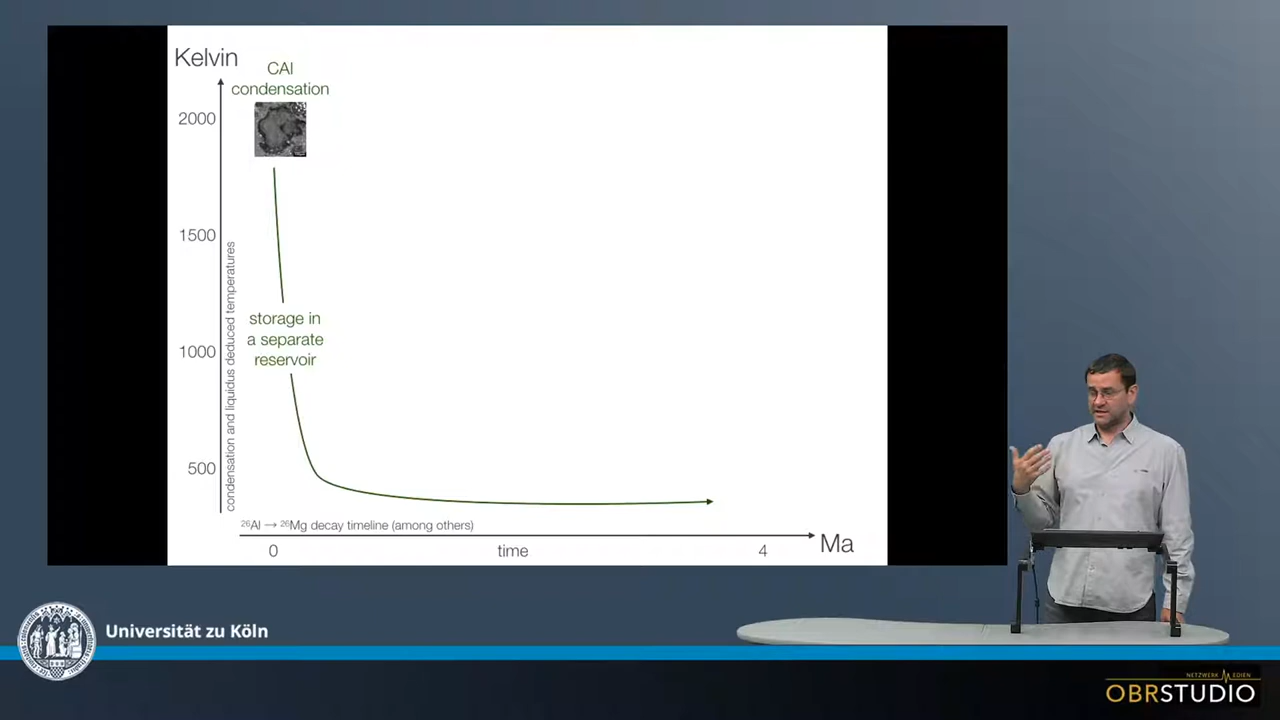 Kelvin
CAI
condensation
2000
1500
storage in
a separate
reservoir
1000
500
condensation and liquidus deduced temperatures
²⁶Al → ²⁶Mg decay timeline (among others)
0
time
4
Ma
Universität zu Köln
NETZWERK MEDIEN
OBRSTUDIO